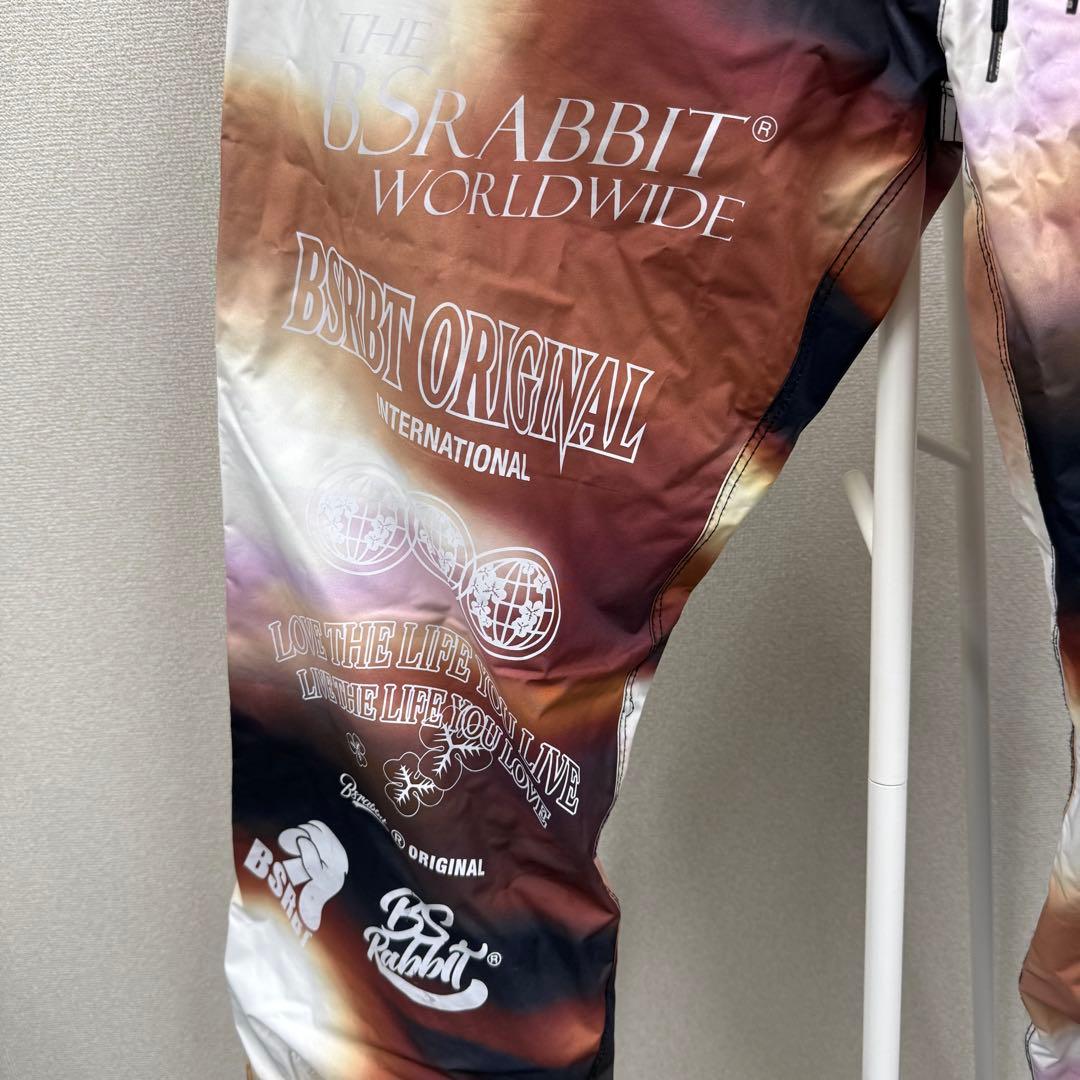 THE
BSRABBIT®
WORLDWIDE
BSRBT ORIGINAL
INTERNATIONAL
LOVE THE LIFE YOU LIVE
LIVE THE LIFE YOU LOVE
Bsrabbit ® ORIGINAL
BSRBT
BS
Rabbit®